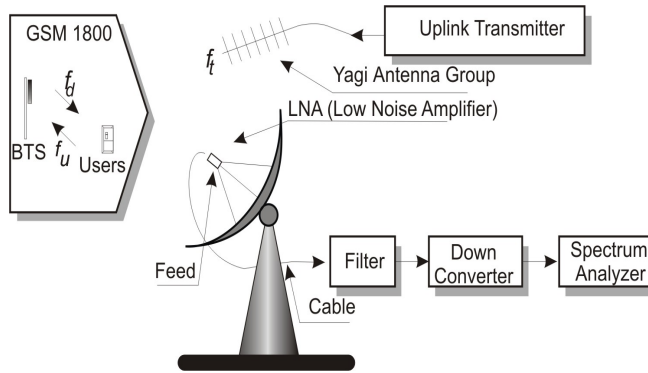 GSM 1800
f_d
f_u
BTS
Users
f_t
Uplink Transmitter
Yagi Antenna Group
LNA (Low Noise Amplifier)
Feed
Cable
Filter
Down
Converter
Spectrum
Analyzer